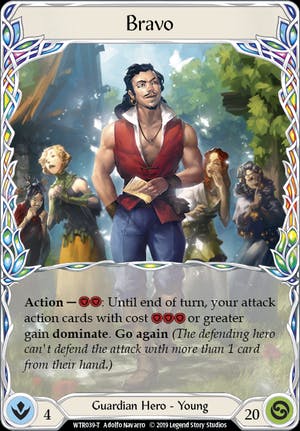 Bravo
Action — : Until end of turn, your attack
action cards with cost or greater
gain dominate. Go again (The defending hero
can't defend the attack with more than 1 card
from their hand.)
4 Guardian Hero - Young 20
WTR039-T Adolfo Navarro © 2019 Legend Story Studios